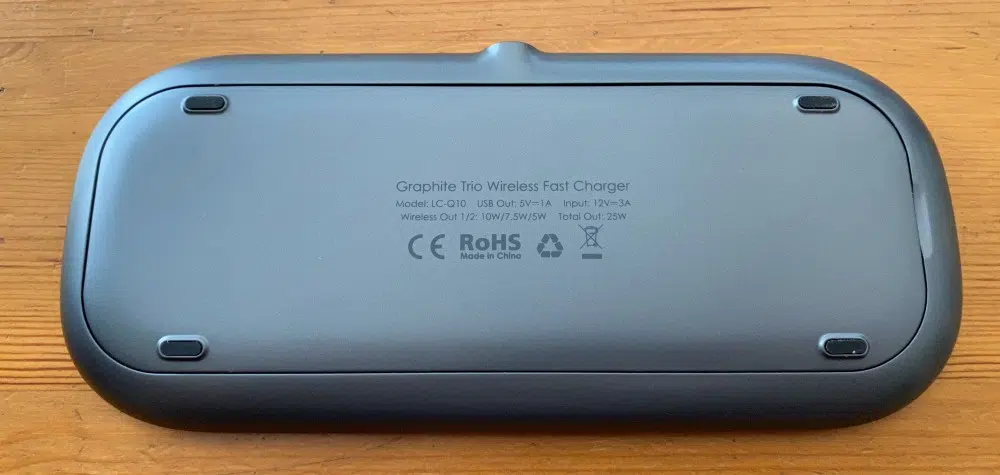 Graphite Trio Wireless Fast Charger
Model: LC-Q10 USB Out: 5V⎓1A Input: 12V⎓3A
Wireless Out 1/2: 10W/7.5W/5W Total Out: 25W
CE RoHS
Made in China